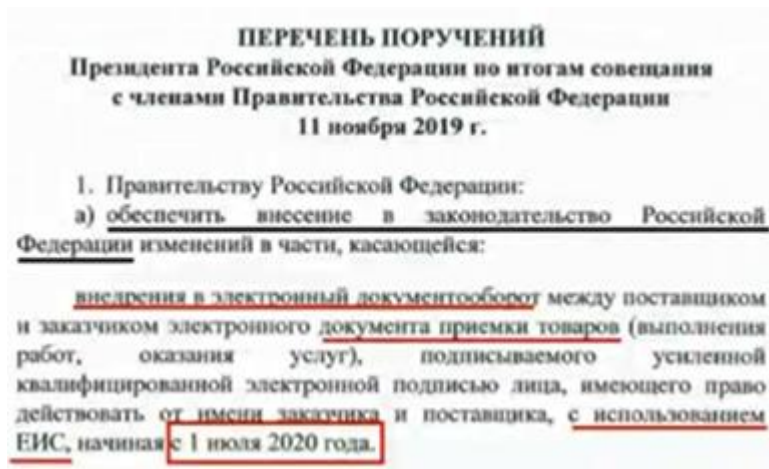 ПЕРЕЧЕНЬ ПОРУЧЕНИЙ
Президента Российской Федерации по итогам совещания
с членами Правительства Российской Федерации
11 ноября 2019 г.
1. Правительству Российской Федерации:
а) обеспечить внесение в законодательство Российской
Федерации изменений в части, касающейся:
внедрения в электронный документооборот между поставщиком
и заказчиком электронного документа приемки товаров (выполнения
работ, оказания услуг), подписываемого усиленной
квалифицированной электронной подписью лица, имеющего право
действовать от имени заказчика и поставщика, с использованием
ЕИС, начиная с 1 июля 2020 года.